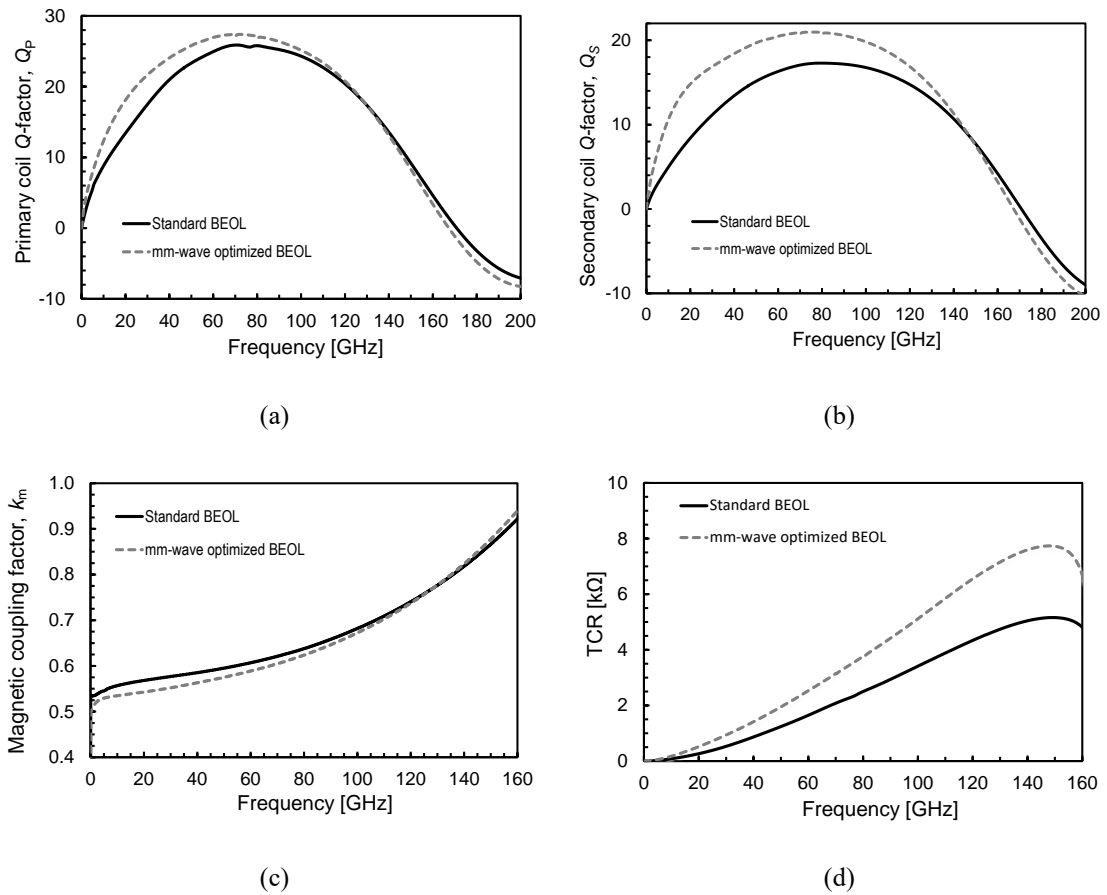 Primary coil Q-factor, QP
30
20
10
0
-10
Standard BEOL
mm-wave optimized BEOL
0 20 40 60 80 100 120 140 160 180 200
Frequency [GHz]
(a)
Secondary coil Q-factor, QS
20
10
0
-10
Standard BEOL
mm-wave optimized BEOL
0 20 40 60 80 100 120 140 160 180 200
Frequency [GHz]
(b)
Magnetic coupling factor, km
1.0
0.9
0.8
0.7
0.6
0.5
0.4
Standard BEOL
mm-wave optimized BEOL
0 20 40 60 80 100 120 140 160
Frequency [GHz]
(c)
TCR [kΩ]
10
8
6
4
2
0
Standard BEOL
mm-wave optimized BEOL
0 20 40 60 80 100 120 140 160
Frequency [GHz]
(d)